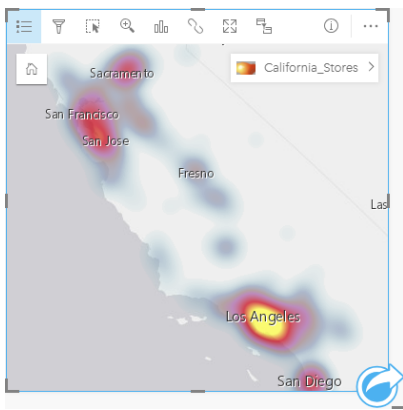 California_Stores
Sacramento
San Francisco
San Jose
Fresno
Las
Los Angeles
San Diego